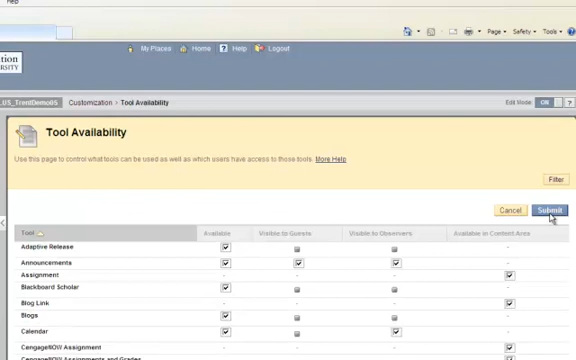 Help
Page Safety Tools
My Places Home ? Help Logout
tion
VERSITY
US_TrentDemo05 Customization > Tool Availability Edit Mode: ON ?
Tool Availability
Use this page to control what tools can be used as well as which users have access to those tools. More Help
Filter
Cancel Submit
Tool Available Visible to Guests Visible to Observers Available in Content Area
Adaptive Release
Announcements
Assignment
Blackboard Scholar
Blog Link
Blogs
Calendar
CengageNOW Assignment
CengageNOW Assignments and Grades